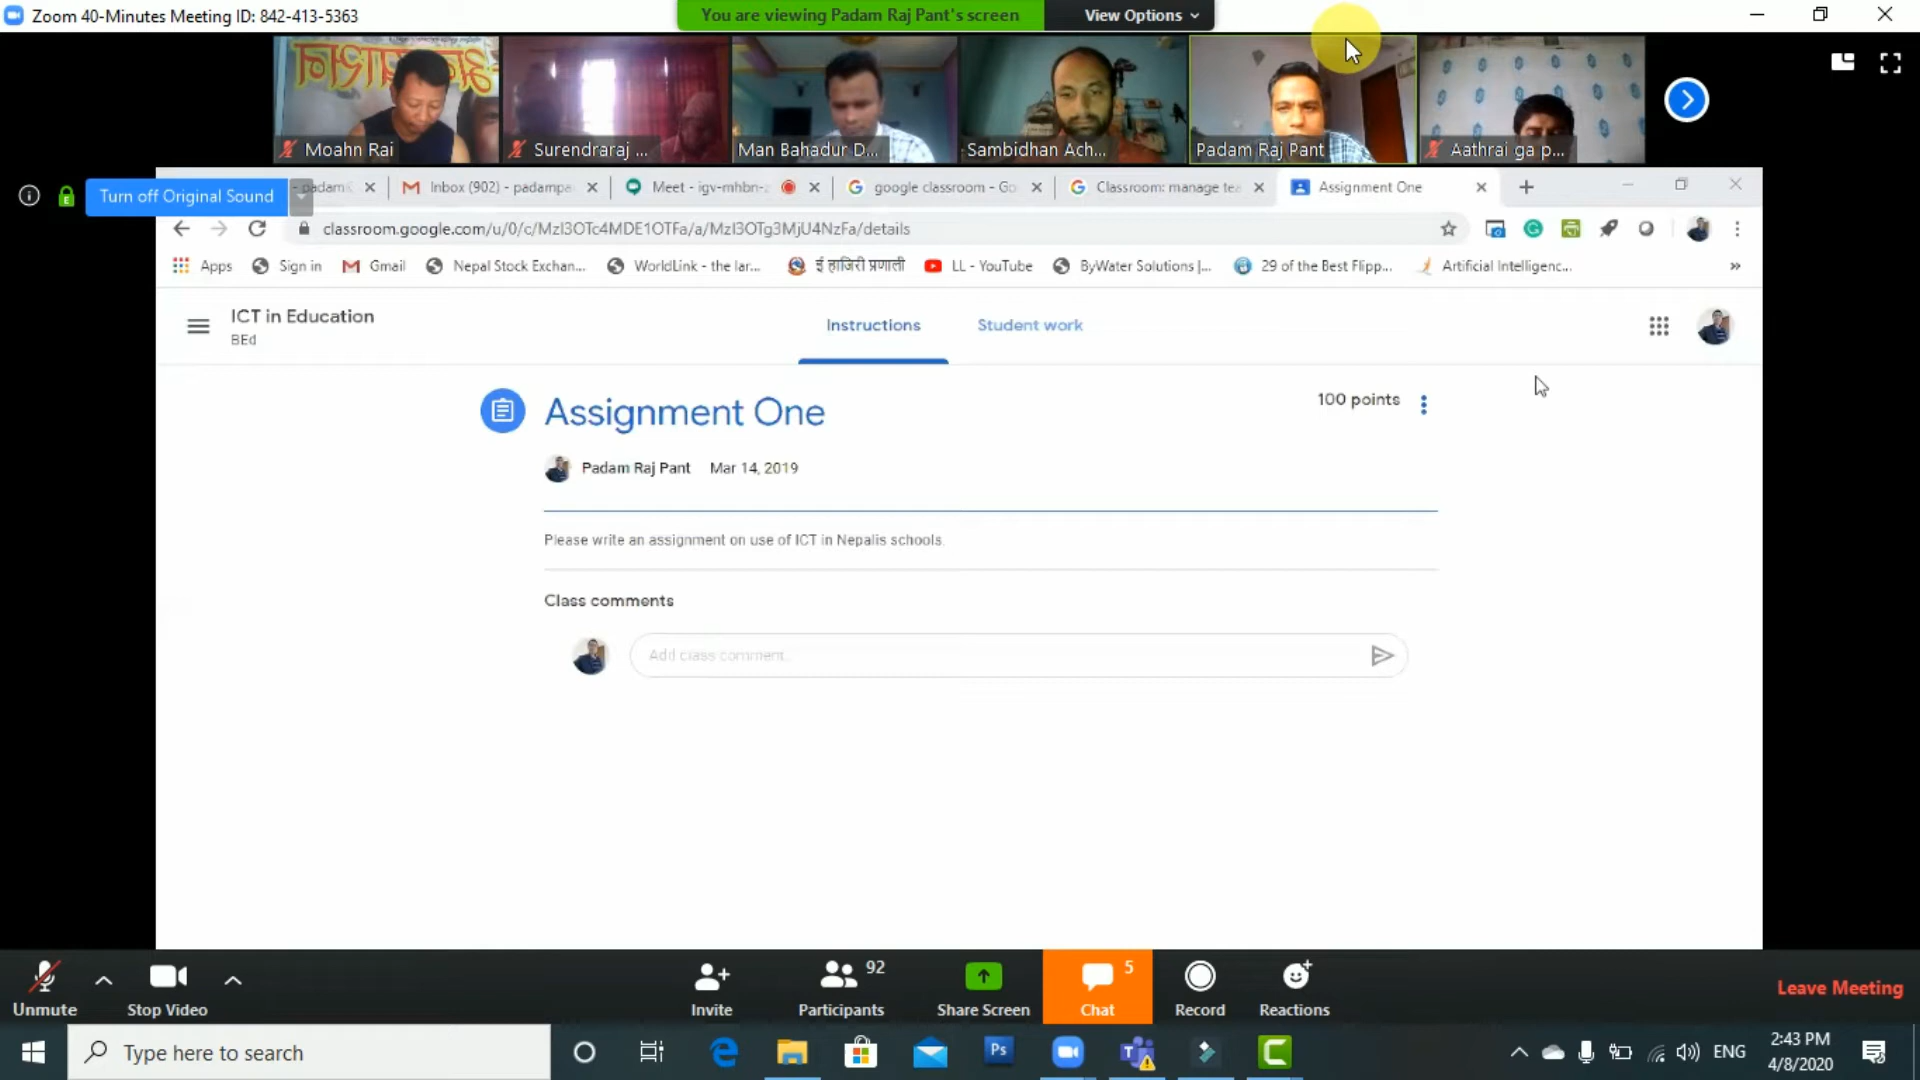 Zoom 40-Minutes Meeting ID: 842-413-5363
You are viewing Padam Raj Pant's screen
View Options
Moahn Rai
Surendraraj ...
Man Bahadur D...
Sambidhan Ach...
Padam Raj Pant
Aathrai ga p...
Turn off Original Sound
Inbox (902) - padampa
Meet - igv-mhbn-
google classroom - Go
Classroom: manage tea
Assignment One
classroom.google.com/u/0/c/MzI3OTc4MDE1OTFa/a/MzI3OTg3MjU4NzFa/details
Apps
Sign in
Gmail
Nepal Stock Exchan...
WorldLink - the lar...
ई हाजिरी प्रणाली
LL - YouTube
ByWater Solutions |...
29 of the Best Flipp...
Artificial Intelligenc...
ICT in Education
BEd
Instructions
Student work
Assignment One
100 points
Padam Raj Pant
Mar 14, 2019
Please write an assignment on use of ICT in Nepalis schools.
Class comments
Add class comment.
Unmute
Stop Video
Invite
92
Participants
Share Screen
5
Chat
Record
Reactions
Leave Meeting
Type here to search
Ps
ENG
2:43 PM
4/8/2020